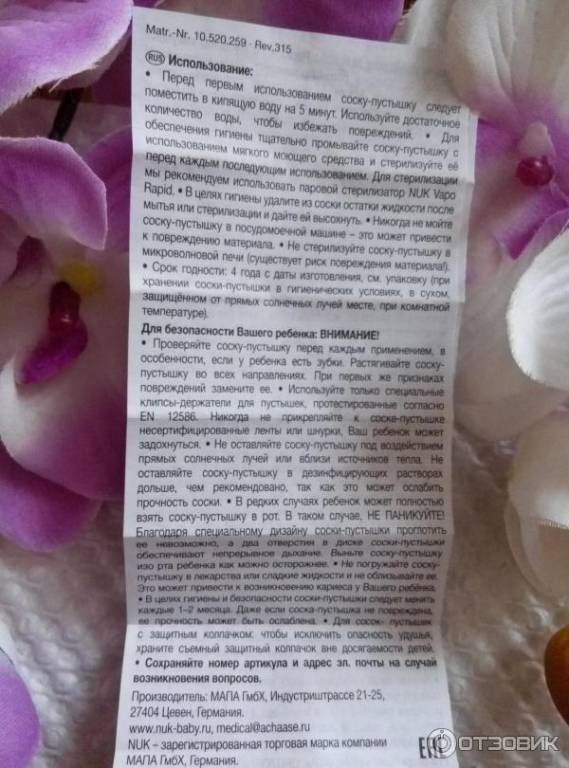 Matr.-Nr. 10.520.259 · Rev.315
RUS Использование:
• Перед первым использованием соску-пустышку следует
поместить в кипящую воду на 5 минут. Используйте достаточное
количество воды, чтобы избежать повреждений. • Для
обеспечения гигиены тщательно промывайте соску-пустышку с
использованием мягкого моющего средства и стерилизуйте её
перед каждым последующим использованием. Для стерилизации
мы рекомендуем использовать паровой стерилизатор NUK Vapo
Rapid. • В целях гигиены удалите из соски остатки жидкости после
мытья или стерилизации и дайте ей высохнуть. • Никогда не мойте
соску-пустышку в посудомоечной машине – это может привести
к повреждению материала. • Не стерилизуйте соску-пустышку в
микроволновой печи (существует риск повреждения материала!).
• Срок годности: 4 года с даты изготовления, см. упаковку (при
хранении соски-пустышки в гигиенических условиях, в сухом,
защищённом от прямых солнечных лучей месте, при комнатной
температуре).
Для безопасности Вашего ребенка: ВНИМАНИЕ!
• Проверяйте соску-пустышку перед каждым применением, в
особенности, если у ребенка есть зубки. Растягивайте соску-
пустышку во всех направлениях. При первых же признаках
повреждений замените ее. • Используйте только специальные
клипсы-держатели для пустышек, протестированные согласно
EN 12586. Никогда не прикрепляйте к соске-пустышке
несертифицированные ленты или шнурки, Ваш ребенок может
задохнуться. • Не оставляйте соску-пустышку под воздействием
прямых солнечных лучей или вблизи источников тепла. Не
оставляйте соску-пустышку в дезинфицирующих растворах
дольше, чем рекомендовано, так как это может ослабить
прочность соски. • В редких случаях ребенок может полностью
взять соску-пустышку в рот. В таком случае, НЕ ПАНИКУЙТЕ!
Благодаря специальному дизайну соски-пустышки проглотить
ее невозможно, а два отверстия в диске соски-пустышки
обеспечивают непрерывное дыхание. Выньте соску-пустышку
изо рта ребенка как можно осторожнее. • Не погружайте соску-
пустышку в лекарства или сладкие жидкости и не облизывайте ее.
Это может привести к возникновению кариеса у Вашего ребёнка.
• В целях гигиены и безопасности соски-пустышки следует менять
каждые 1–2 месяца. Даже если соска-пустышка не повреждена,
ее прочность может быть ослаблена. • Для сосок- пустышек
с защитным колпачком: чтобы исключить опасность удушья,
храните съемный защитный колпачок вне досягаемости детей.
• Сохраняйте номер артикула и адрес эл. почты на случай
возникновения вопросов.
Производитель: МАПА ГмбХ, Индустриштрассе 21-25,
27404 Цевен, Германия.
www.nuk-baby.ru, medical@achaase.ru
NUK – зарегистрированная торговая марка компании
МАПА ГмбХ, Германия.
EAC
ОТЗОВИК